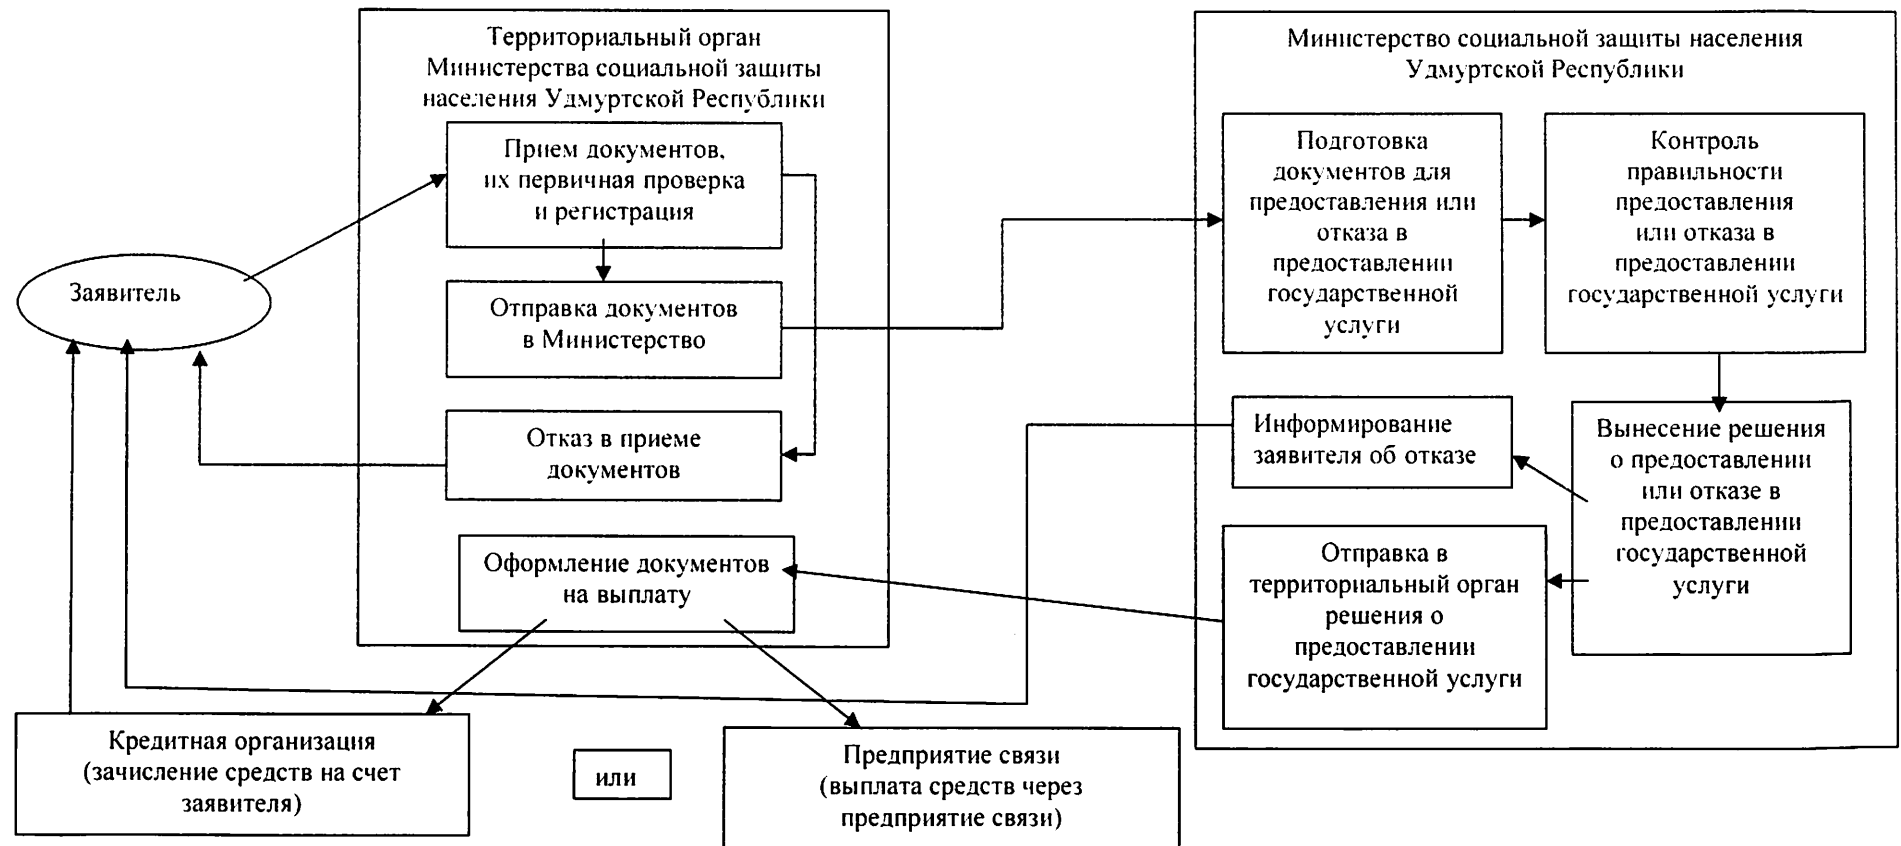 Территориальный орган
Министерства социальной защиты
населения Удмуртской Республики
Прием документов,
их первичная проверка
и регистрация
Заявитель
Отправка документов
в Министерство
Отказ в приеме
документов
Оформление документов
на выплату
Министерство социальной защиты населения
Удмуртской Республики
Подготовка
документов для
предоставления или
отказа в
предоставлении
государственной
услуги
Контроль
правильности
предоставления
или отказа в
предоставлении
государственной услуги
Информирование
заявителя об отказе
Вынесение решения
о предоставлении
или отказе в
предоставлении
государственной
услуги
Отправка в
территориальный орган
решения о
предоставлении
государственной услуги
Кредитная организация
(зачисление средств на счет
заявителя)
или
Предприятие связи
(выплата средств через
предприятие связи)